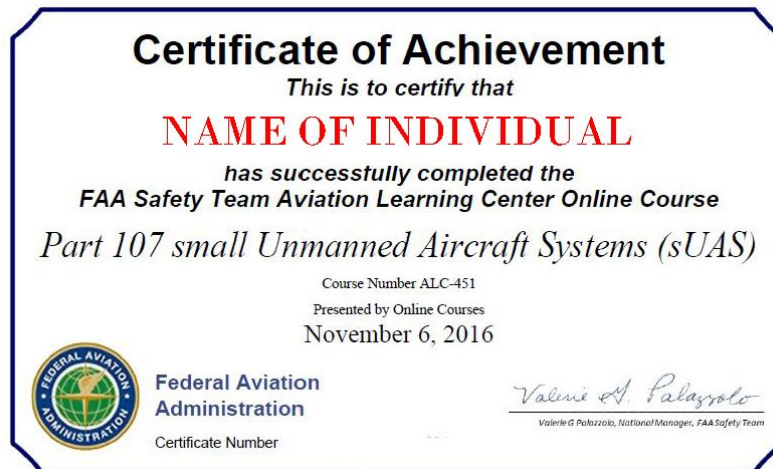 Certificate of Achievement
This is to certify that
NAME OF INDIVIDUAL
has successfully completed the
FAA Safety Team Aviation Learning Center Online Course
Part 107 small Unmanned Aircraft Systems (sUAS)
Course Number ALC-451
Presented by Online Courses
November 6, 2016
FEDERAL AVIATION
ADMINISTRATION
Federal Aviation
Administration
Certificate Number
Valerie G. Palazzolo
Valerie G Palazzolo, National Manager, FAASafety Team